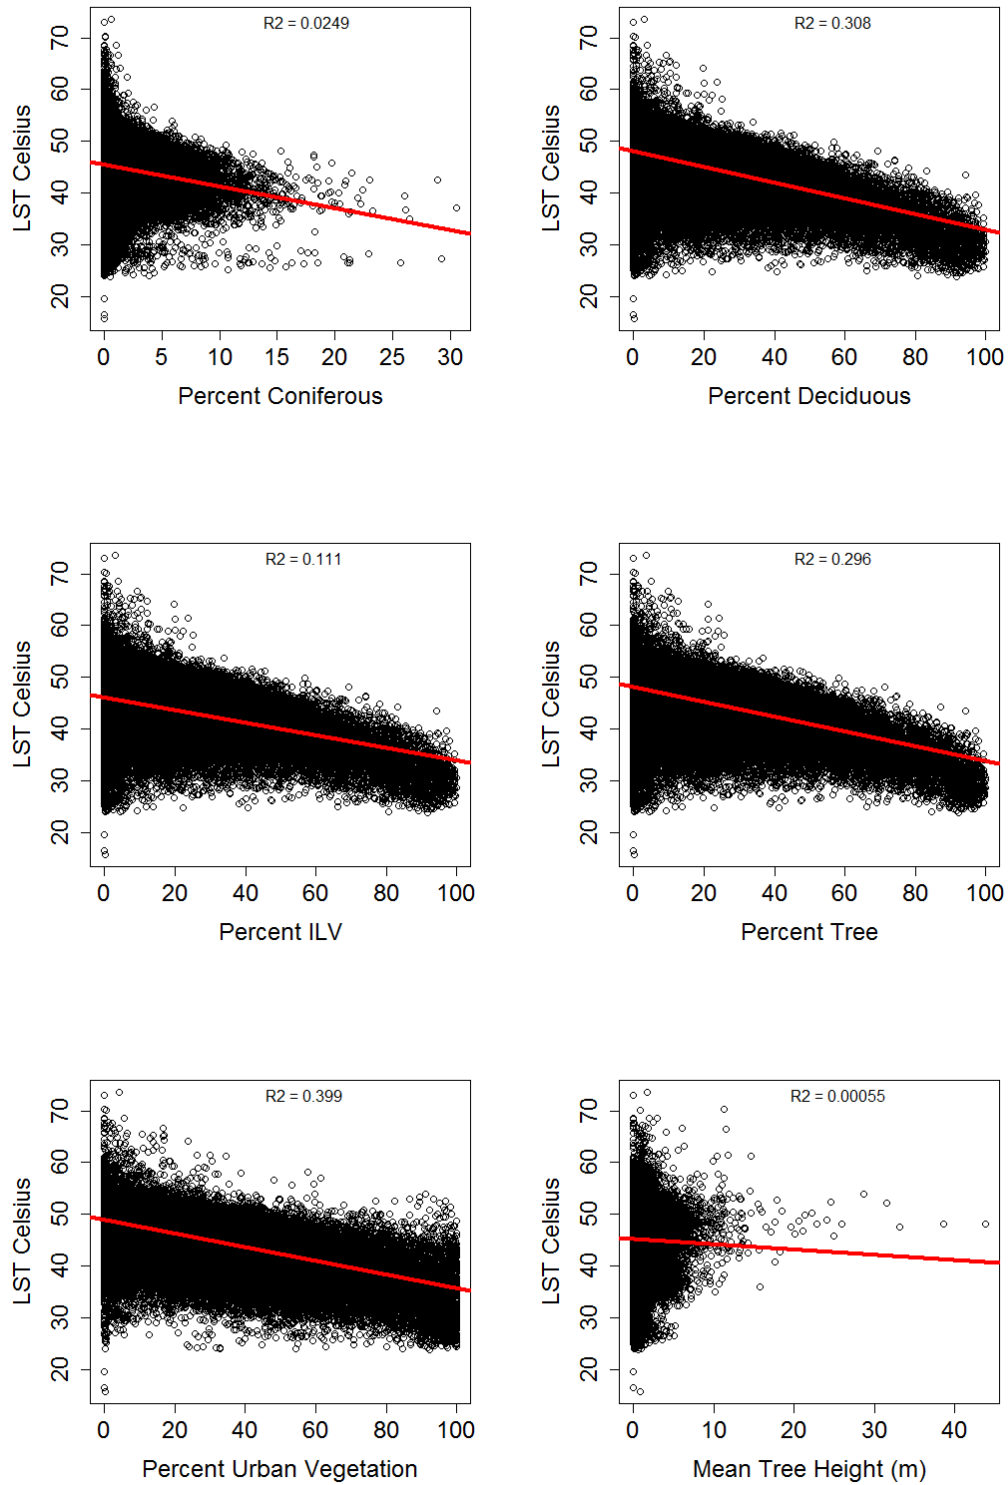 R2 = 0.0249
LST Celsius
70
60
50
40
30
20
0 5 10 15 20 25 30
Percent Coniferous
R2 = 0.308
LST Celsius
70
60
50
40
30
20
0 20 40 60 80 100
Percent Deciduous
R2 = 0.111
LST Celsius
70
60
50
40
30
20
0 20 40 60 80 100
Percent ILV
R2 = 0.296
LST Celsius
70
60
50
40
30
20
0 20 40 60 80 100
Percent Tree
R2 = 0.399
LST Celsius
70
60
50
40
30
20
0 20 40 60 80 100
Percent Urban Vegetation
R2 = 0.00055
LST Celsius
70
60
50
40
30
20
0 10 20 30 40
Mean Tree Height (m)